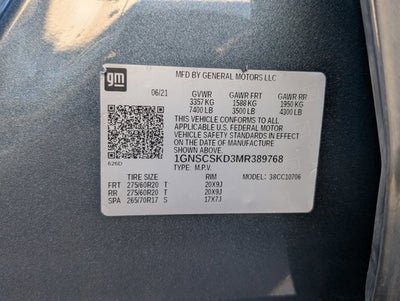 gm
MFD BY GENERAL MOTORS LLC
06/21 GVWR GAWR FRT GAWR RR
3357 KG 1588 KG 1950 KG
7400 LB 3500 LB 4300 LB
THIS VEHICLE CONFORMS TO ALL
APPLICABLE U.S. FEDERAL MOTOR
VEHICLE SAFETY STANDARDS IN EFFECT
ON THE DATE OF MANUFACTURE SHOWN ABOVE.
1GNSCSKD3MR389768
626D TYPE: M.P.V. MODEL: 38CC10706
TIRE SIZE RIM
FRT 275/60R20 T 20X9J
RR 275/60R20 T 20X9J
SPA 265/70R17 S 17X7J